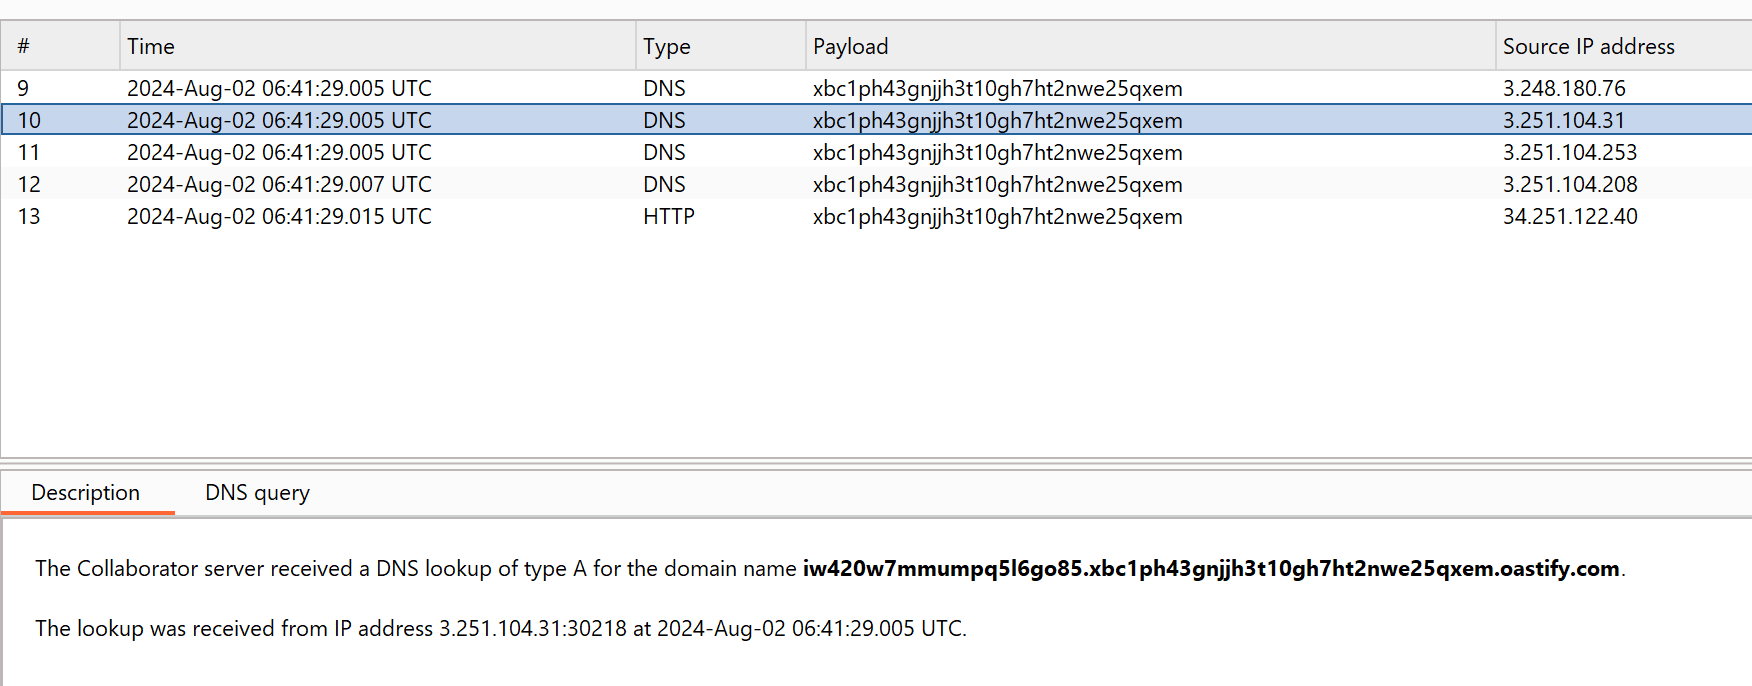 # Time Type Payload Source IP address
9 2024-Aug-02 06:41:29.005 UTC DNS xbc1ph43gnjjh3t10gh7ht2nwe25qxem 3.248.180.76
10 2024-Aug-02 06:41:29.005 UTC DNS xbc1ph43gnjjh3t10gh7ht2nwe25qxem 3.251.104.31
11 2024-Aug-02 06:41:29.005 UTC DNS xbc1ph43gnjjh3t10gh7ht2nwe25qxem 3.251.104.253
12 2024-Aug-02 06:41:29.007 UTC DNS xbc1ph43gnjjh3t10gh7ht2nwe25qxem 3.251.104.208
13 2024-Aug-02 06:41:29.015 UTC HTTP xbc1ph43gnjjh3t10gh7ht2nwe25qxem 34.251.122.40
Description DNS query
The Collaborator server received a DNS lookup of type A for the domain name iw420w7mmumpq5l6go85.xbc1ph43gnjjh3t10gh7ht2nwe25qxem.oastify.com.
The lookup was received from IP address 3.251.104.31:30218 at 2024-Aug-02 06:41:29.005 UTC.